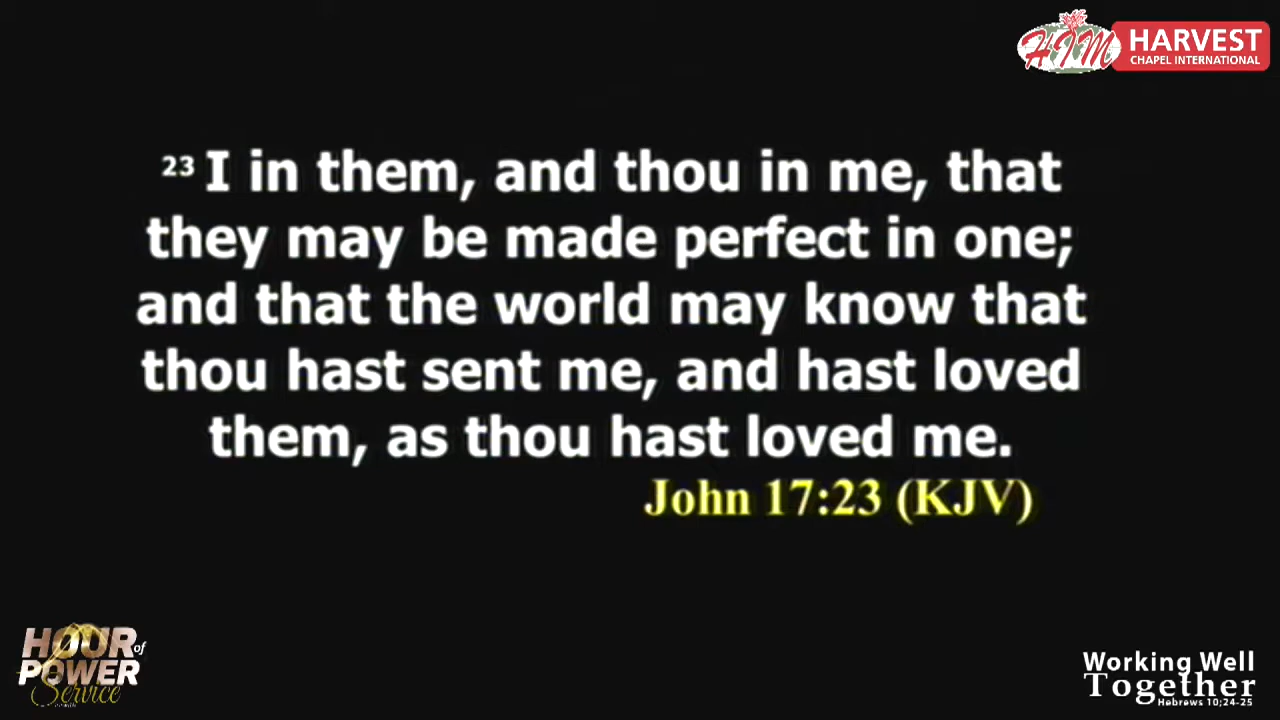 HIM HARVEST
CHAPEL INTERNATIONAL
23 I in them, and thou in me, that
they may be made perfect in one;
and that the world may know that
thou hast sent me, and hast loved
them, as thou hast loved me.
John 17:23 (KJV)
HOUR of
POWER
Service
Working Well
Together
Hebrews 10;24-25